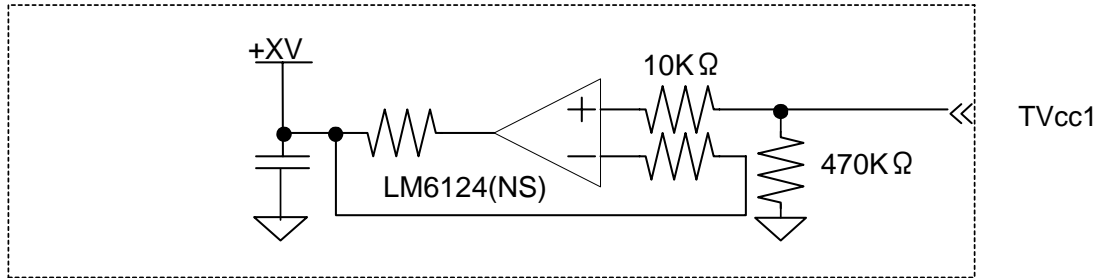 +XV
10KΩ
TVcc1
+
−
470KΩ
LM6124(NS)